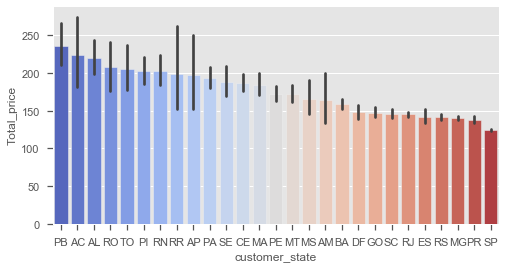 Total_price
250
200
150
100
50
0
PB AC AL RO TO PI RN RR AP PA SE CE MA PE MT MS AM BA DF GO SC RJ ES RS MG PR SP
customer_state